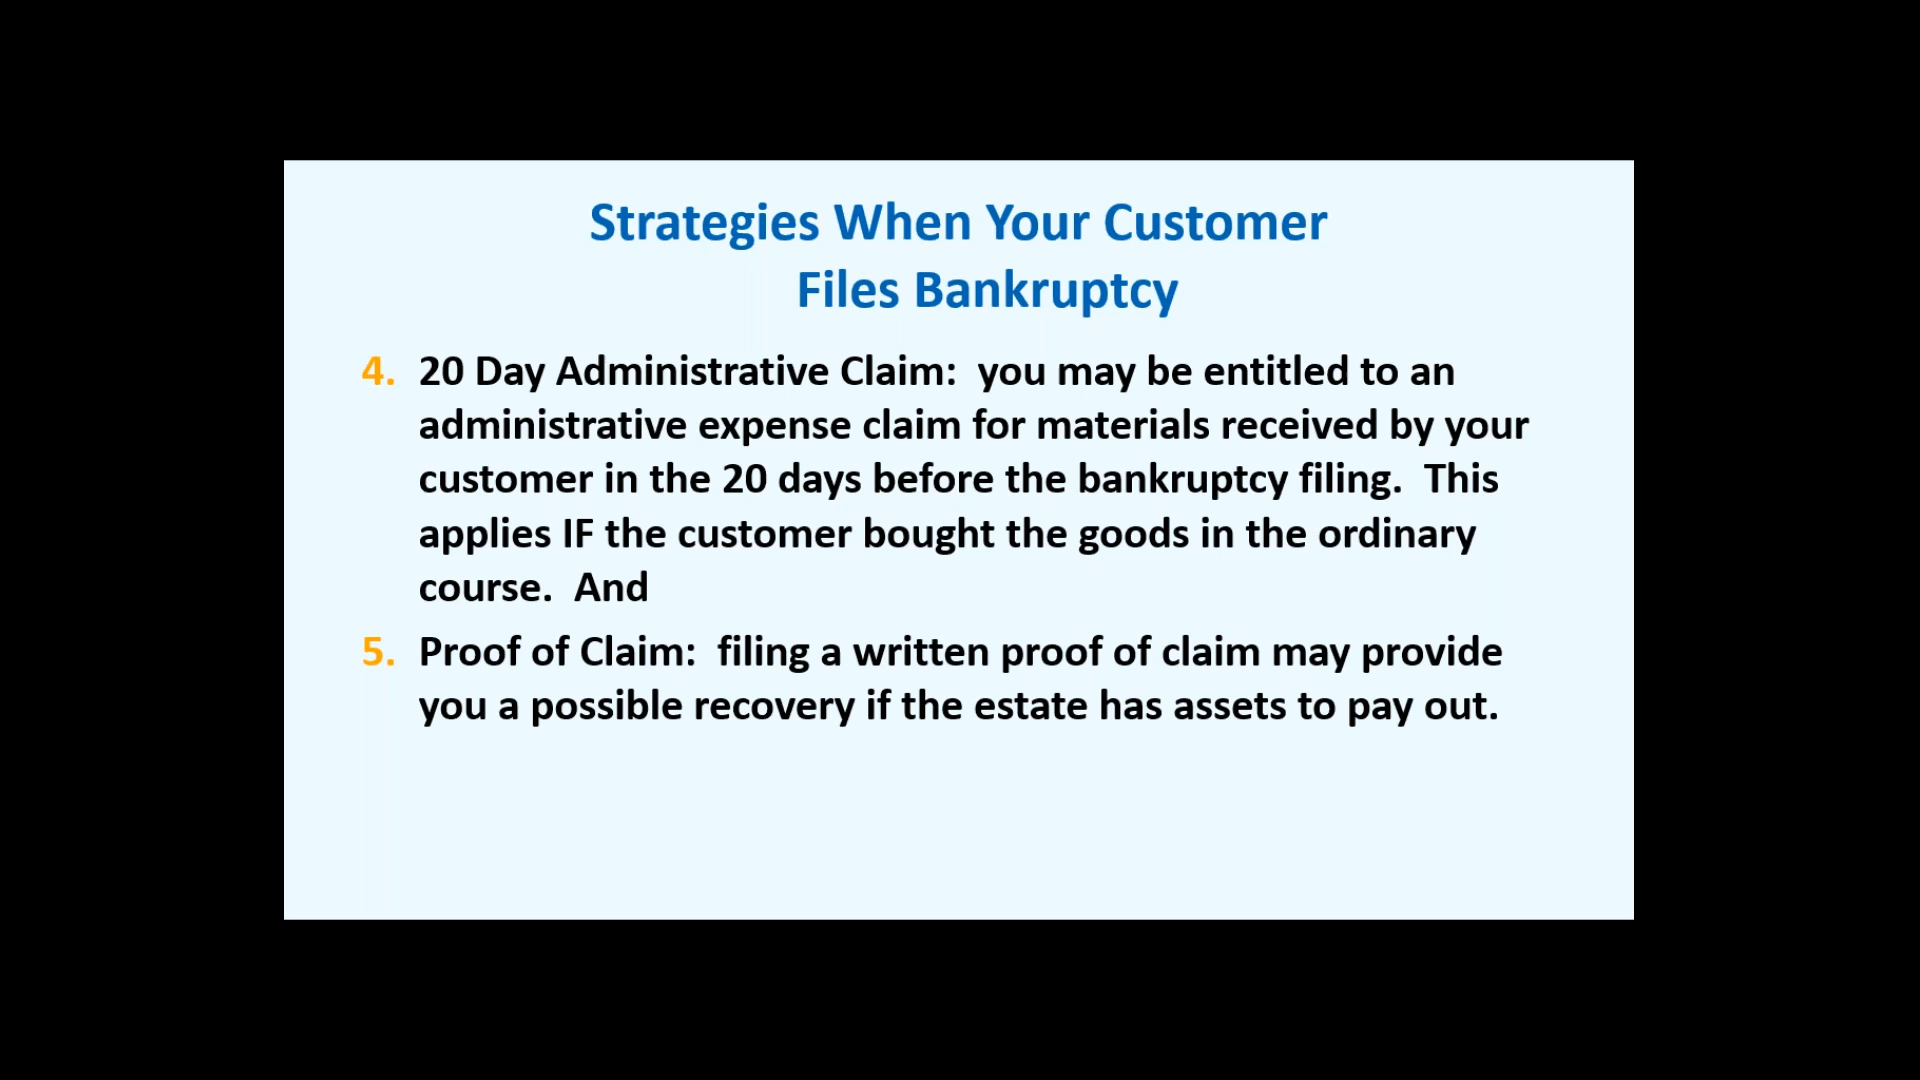 Strategies When Your Customer
Files Bankruptcy
4. 20 Day Administrative Claim:  you may be entitled to an
administrative expense claim for materials received by your
customer in the 20 days before the bankruptcy filing.  This
applies IF the customer bought the goods in the ordinary
course.  And
5. Proof of Claim:  filing a written proof of claim may provide
you a possible recovery if the estate has assets to pay out.